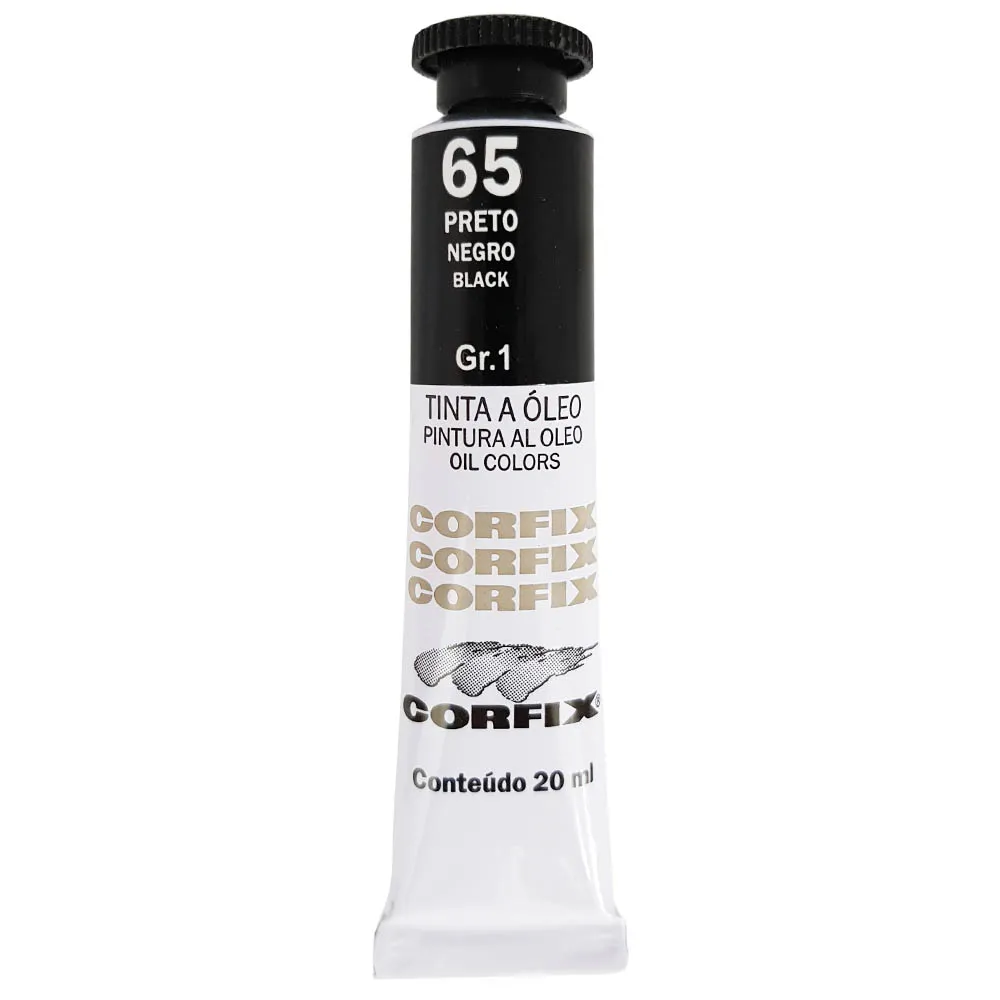 65
PRETO
NEGRO
BLACK
Gr.1
TINTA A ÓLEO
PINTURA AL OLEO
OIL COLORS
CORFIX
CORFIX
CORFIX
CORFIX®
Conteúdo 20 ml